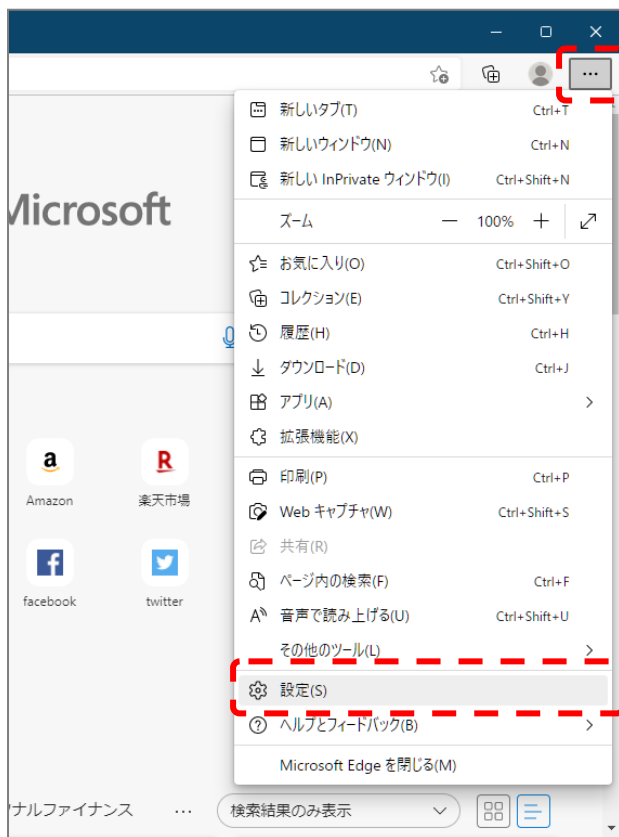 Microsoft
新しいタブ(T) Ctrl+T
新しいウィンドウ(N) Ctrl+N
新しい InPrivate ウィンドウ(I) Ctrl+Shift+N
ズーム 100%
お気に入り(O) Ctrl+Shift+O
コレクション(E) Ctrl+Shift+Y
履歴(H) Ctrl+H
ダウンロード(D) Ctrl+J
アプリ(A)
拡張機能(X)
印刷(P) Ctrl+P
Web キャプチャ(W) Ctrl+Shift+S
共有(R)
ページ内の検索(F) Ctrl+F
音声で読み上げる(U) Ctrl+Shift+U
その他のツール(L)
設定(S)
ヘルプとフィードバック(B)
Microsoft Edge を閉じる(M)
a R
Amazon 楽天市場
f
facebook twitter
ナルファイナンス … 検索結果のみ表示